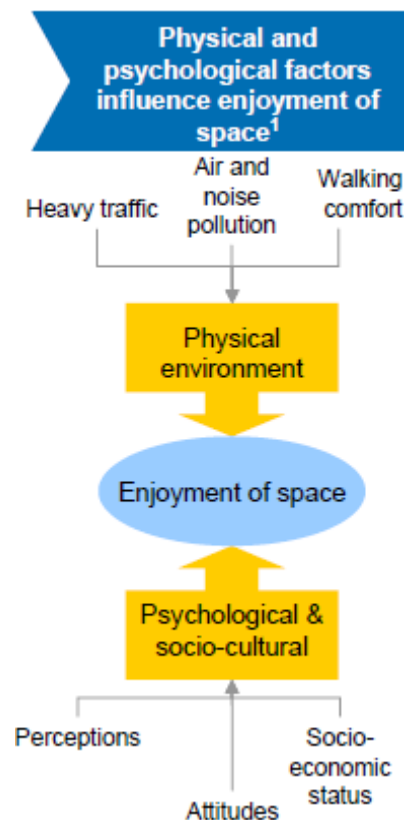 Physical and
psychological factors
influence enjoyment of
space¹
Heavy traffic
Air and
noise
pollution
Walking
comfort
Physical
environment
Enjoyment of space
Psychological &
socio-cultural
Perceptions
Attitudes
Socio-
economic
status